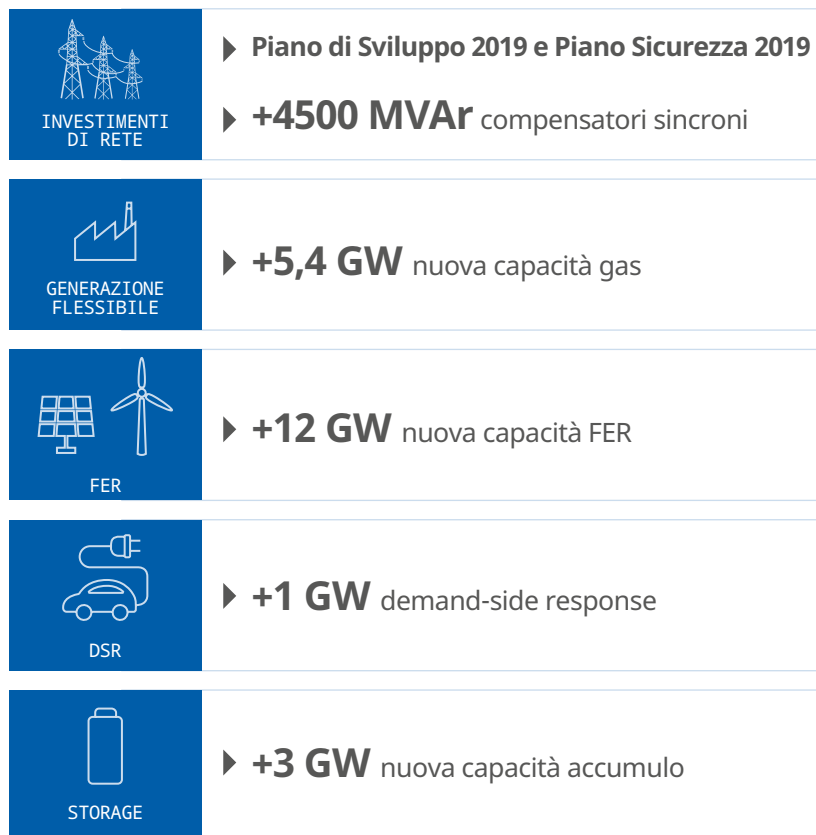 INVESTIMENTI
DI RETE
Piano di Sviluppo 2019 e Piano Sicurezza 2019
+4500 MVAr compensatori sincroni
GENERAZIONE
FLESSIBILE
+5,4 GW nuova capacità gas
FER
+12 GW nuova capacità FER
DSR
+1 GW demand-side response
STORAGE
+3 GW nuova capacità accumulo